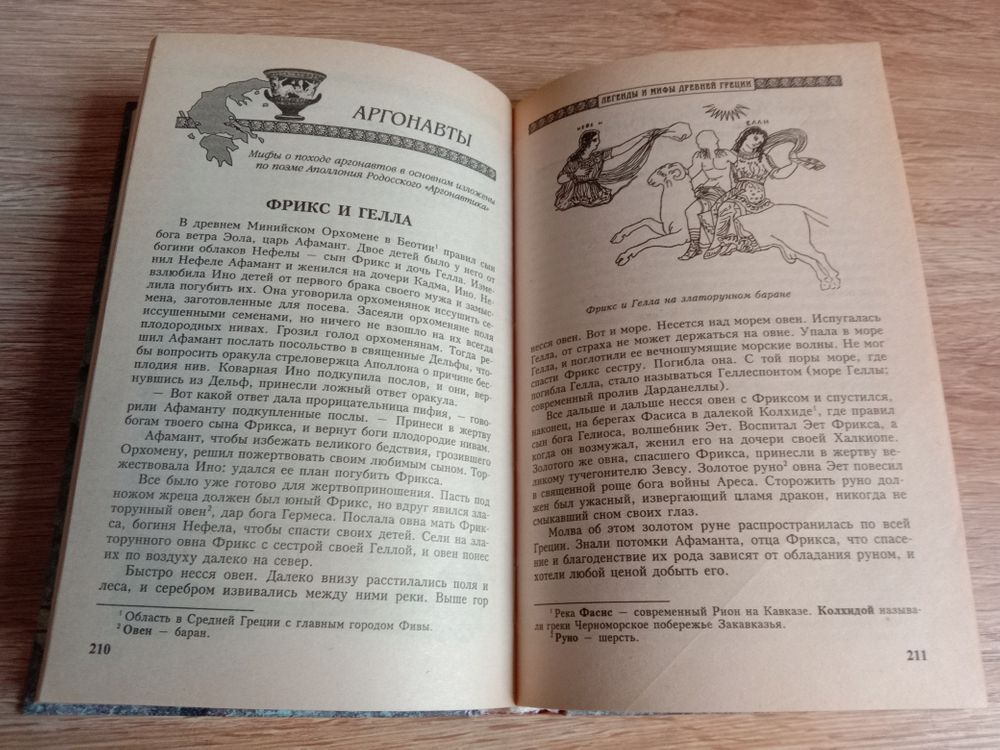 АРГОНАВТЫ
Мифы о походе аргонавтов в основном изложены
по поэме Аполлония Родосского «Аргонавтика»
ФРИКС И ГЕЛЛА
В древнем Минийском Орхомене в Беотии¹ правил сын
бога ветра Эола, царь Афамант. Двое детей было у него от
богини облаков Нефелы — сын Фрикс и дочь Гелла. Изме-
нил Нефеле Афамант и женился на дочери Кадма, Ино. Не-
взлюбила Ино детей от первого брака своего мужа и замыс-
лила погубить их. Она уговорила орхоменянок иссушить се-
мена, заготовленные для посева. Засеяли орхоменяне поля
иссушенными семенами, но ничего не взошло на их всегда
плодородных нивах. Грозил голод орхоменянам. Тогда ре-
шил Афамант послать посольство в священные Дельфы, что-
бы вопросить оракула стреловержца Аполлона о причине бес-
плодия нив. Коварная Ино подкупила послов, и они, вер-
нувшись из Дельф, принесли ложный ответ оракула.
— Вот какой ответ дала прорицательница пифия, — гово-
рили Афаманту подкупленные послы. — Принеси в жертву
богам твоего сына Фрикса, и вернут боги плодородие нивам.
Афамант, чтобы избежать великого бедствия, грозившего
Орхомену, решил пожертвовать своим любимым сыном. Тор-
жествовала Ино: удался ее план погубить Фрикса.
Все было уже готово для жертвоприношения. Пасть под
ножом жреца должен был юный Фрикс, но вдруг явился зла-
торунный овен², дар бога Гермеса. Послала овна мать Фрик-
са, богиня Нефела, чтобы спасти своих детей. Сели на зла-
торунного овна Фрикс с сестрой своей Геллой, и овен понес
их по воздуху далеко на север.
Быстро несся овен. Далеко внизу расстилались поля и
леса, и серебром извивались между ними реки. Выше гор
¹ Область в Средней Греции с главным городом Фивы.
² Овен — баран.
210
ЛЕГЕНДЫ И МИФЫ ДРЕВНЕЙ ГРЕЦИИ
Фрикс и Гелла на златорунном баране
несся овен. Вот и море. Несется над морем овен. Испугалась
Гелла, от страха не может держаться на овне. Упала в море
Гелла, и поглотили ее вечношумящие морские волны. Не мог
спасти Фрикс сестру. Погибла она. С той поры море, где
погибла Гелла, стало называться Геллеспонтом (море Геллы;
современный пролив Дарданеллы).
Все дальше и дальше несся овен с Фриксом и спустился,
наконец, на берегах Фасиса в далекой Колхиде¹, где правил
сын бога Гелиоса, волшебник Эет. Воспитал Эет Фрикса, а
когда он возмужал, женил его на дочери своей Халкиопе.
Золотого же овна, спасшего Фрикса, принесли в жертву ве-
ликому тучегонителю Зевсу. Золотое руно² овна Эет повесил
в священной роще бога войны Ареса. Сторожить руно дол-
жен был ужасный, извергающий пламя дракон, никогда не
смыкавший сном своих глаз.
Молва об этом золотом руне распространилась по всей
Греции. Знали потомки Афаманта, отца Фрикса, что спасе-
ние и благоденствие их рода зависят от обладания руном, и
хотели любой ценой добыть его.
¹ Река Фасис — современный Рион на Кавказе. Колхидой называ-
ли греки Черноморское побережье Закавказья.
² Руно — шерсть.
211